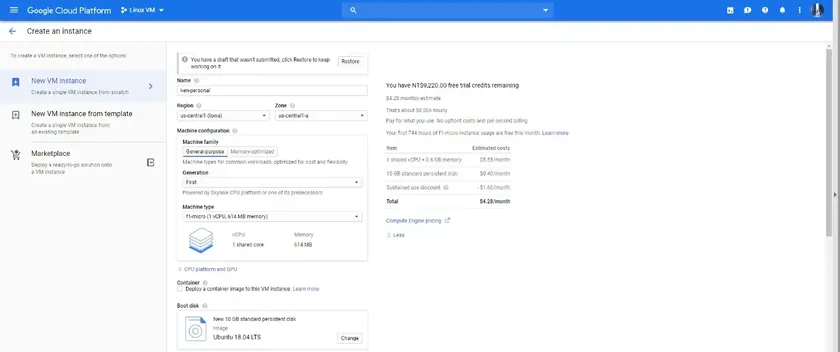 Google Cloud Platform
Linux VM
Create an instance
To create a VM instance, select one of the options:
New VM instance
Create a single VM instance from scratch
New VM instance from template
Create a single VM instance from
an existing template
Marketplace
Deploy a ready-to-go solution onto
a VM instance
You have a draft that wasn't submitted, click Restore to keep
working on it.
Restore
Name
ken-personal
Region
Zone
us-central1 (Iowa)
us-central1-a
Machine configuration
Machine family
General-purpose
Memory-optimized
Machine types for common workloads, optimized for cost and flexibility
Generation
First
Powered by Skylake CPU platform or one of its predecessors
Machine type
f1-micro (1 vCPU, 614 MB memory)
vCPU
Memory
1 shared core
614 MB
CPU platform and GPU
Container
Deploy a container image to this VM instance. Learn more
Boot disk
New 10 GB standard persistent disk
Image
Ubuntu 18.04 LTS
Change
You have NT$9,220.00 free trial credits remaining
$4.28 monthly estimate
That's about $0.006 hourly
Pay for what you use: No upfront costs and per second billing
Your first 744 hours of f1-micro instance usage are free this month. Learn more
Item
Estimated costs
1 shared vCPU + 0.6 GB memory
$5.55/month
10 GB standard persistent disk
$0.40/month
Sustained use discount
- $1.66/month
Total
$4.28/month
Compute Engine pricing
Less